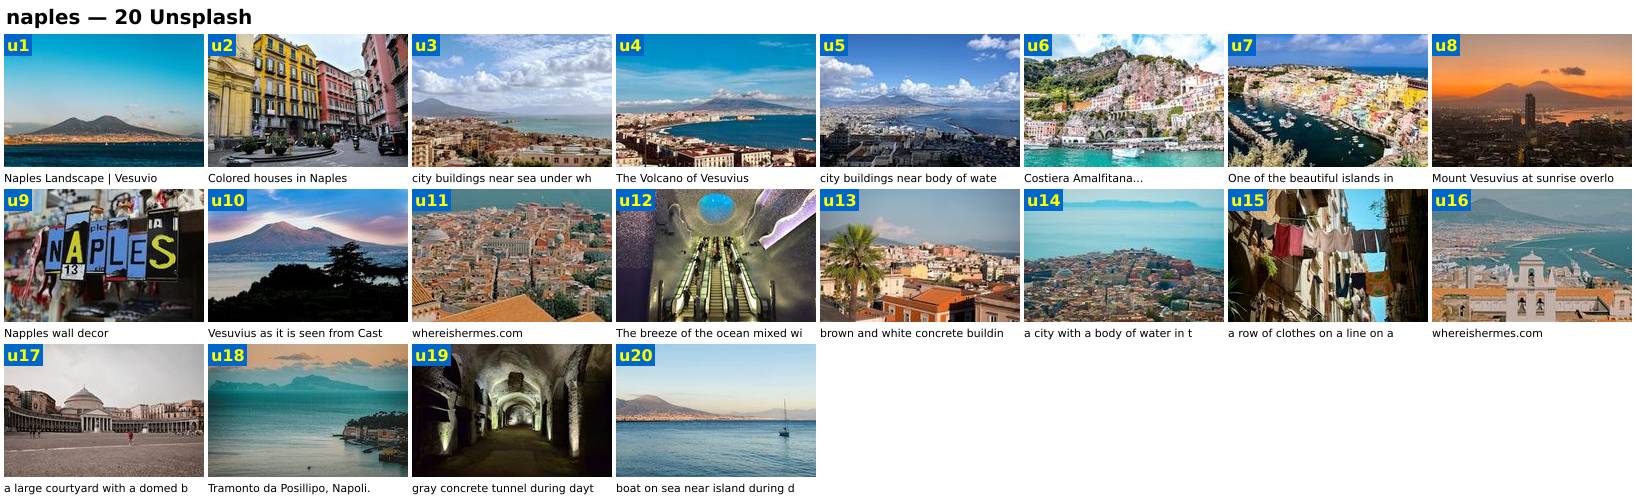 naples — 20 Unsplash
u1
u2
u3
u4
u5
u6
u7
u8
Naples Landscape | Vesuvio
Colored houses in Naples
city buildings near sea under wh
The Volcano of Vesuvius
city buildings near body of wate
Costiera Amalfitana...
One of the beautiful islands in
Mount Vesuvius at sunrise overlo
u9
u10
u11
u12
u13
u14
u15
u16
NAPLES
13
IA
Napples wall decor
Vesuvius as it is seen from Cast
whereishermes.com
The breeze of the ocean mixed wi
brown and white concrete buildin
a city with a body of water in t
a row of clothes on a line on a
whereishermes.com
u17
u18
u19
u20
a large courtyard with a domed b
Tramonto da Posillipo, Napoli.
gray concrete tunnel during dayt
boat on sea near island during d